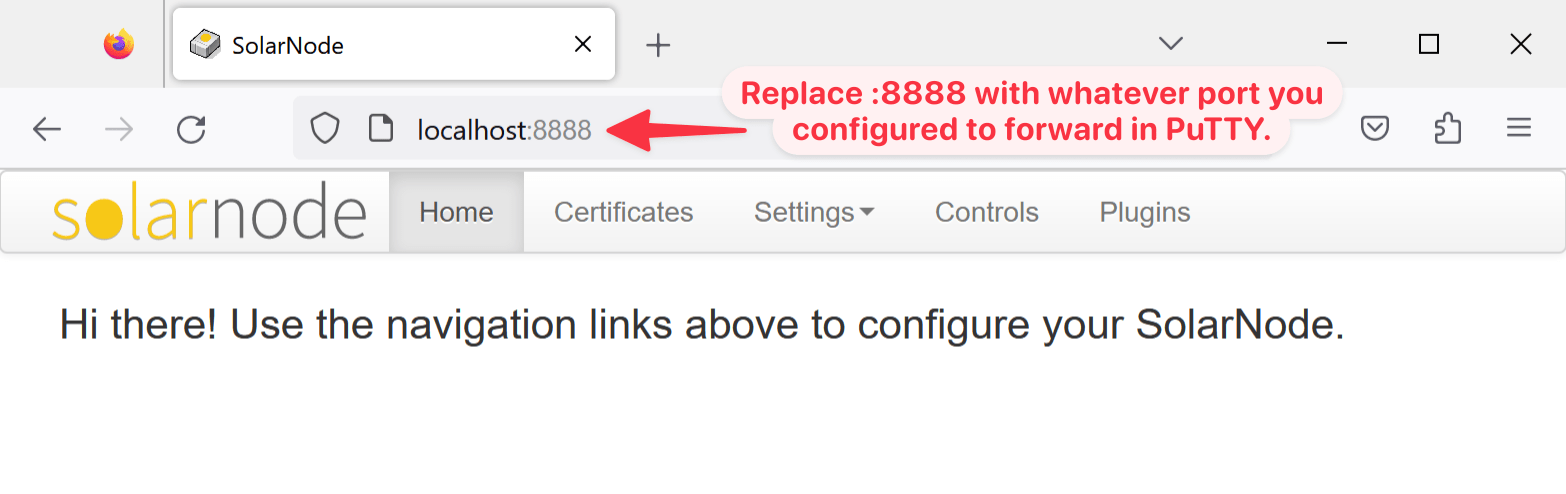 SolarNode
Replace :8888 with whatever port you
configured to forward in PuTTY.
localhost:8888
solarnode Home Certificates Settings Controls Plugins
Hi there! Use the navigation links above to configure your SolarNode.